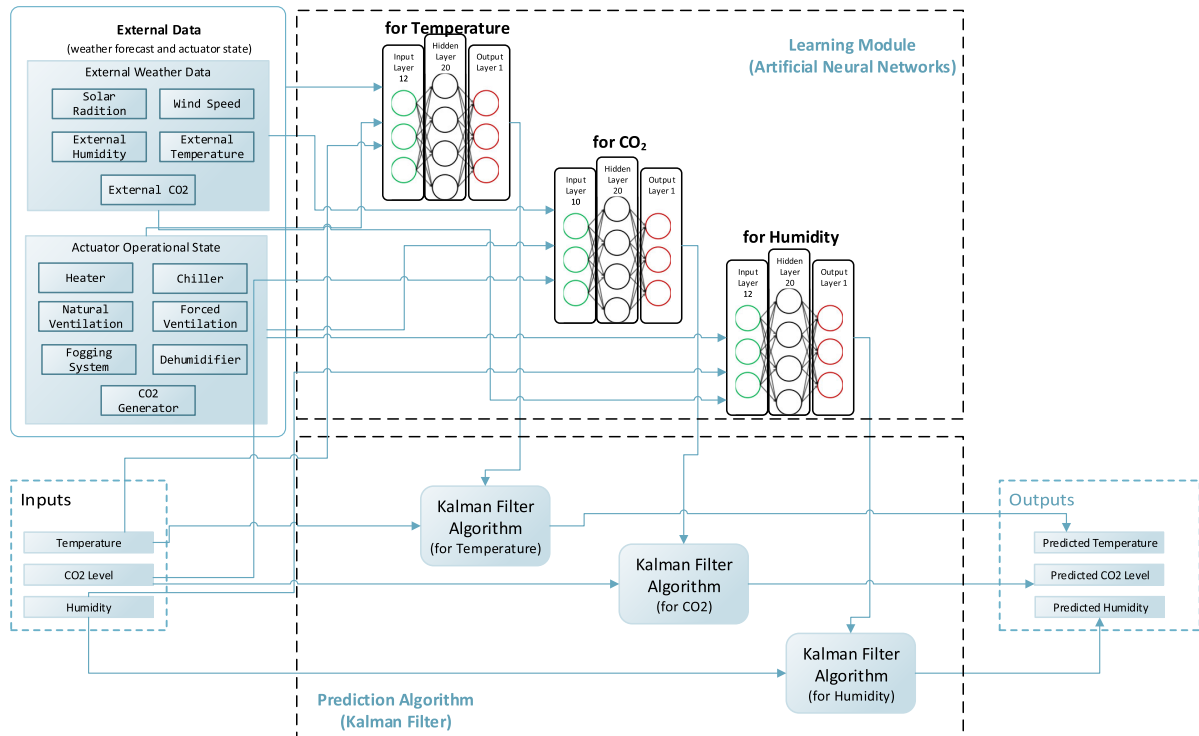 External Data
(weather forecast and actuator state)
External Weather Data
Solar
Radition
Wind Speed
External
Humidity
External
Temperature
External CO2
Actuator Operational State
Heater
Chiller
Natural
Ventilation
Forced
Ventilation
Fogging
System
Dehumidifier
CO2
Generator
Learning Module
(Artificial Neural Networks)
for Temperature
Input
Layer
12
Hidden
Layer
20
Output
Layer 1
for CO₂
Input
Layer
10
Hidden
Layer
20
Output
Layer 1
for Humidity
Input
Layer
12
Hidden
Layer
20
Output
Layer 1
Inputs
Temperature
CO2 Level
Humidity
Kalman Filter
Algorithm
(for Temperature)
Kalman Filter
Algorithm
(for CO2)
Kalman Filter
Algorithm
(for Humidity)
Prediction Algorithm
(Kalman Filter)
Outputs
Predicted Temperature
Predicted CO2 Level
Predicted Humidity